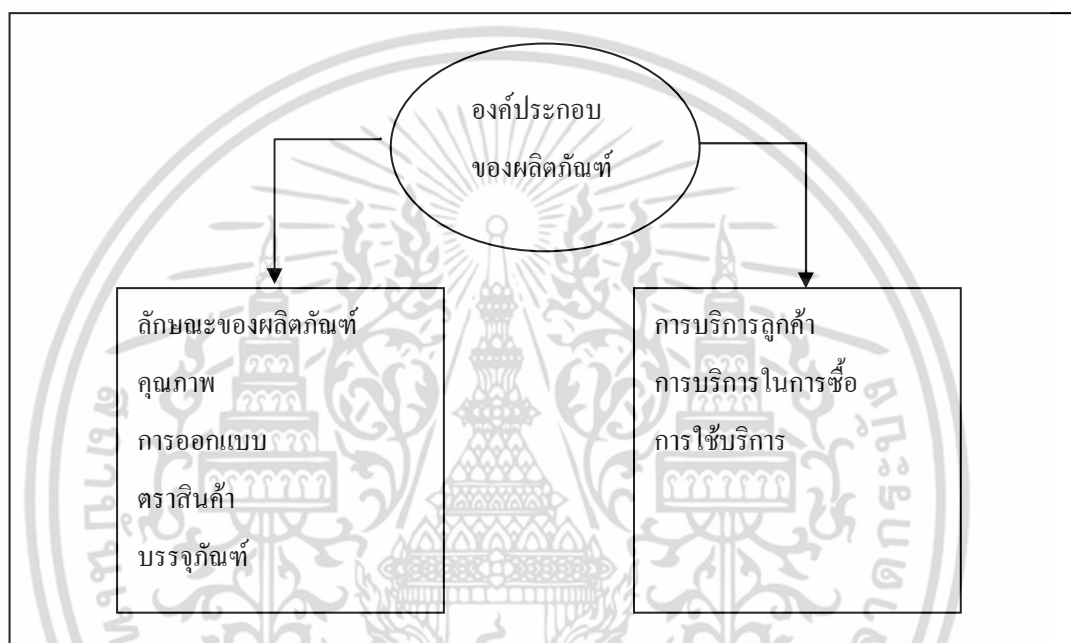 องค์ประกอบ
ของผลิตภัณฑ์
ลักษณะของผลิตภัณฑ์
คุณภาพ
การออกแบบ
ตราสินค้า
บรรจุภัณฑ์
การบริการลูกค้า
การบริการในการซื้อ
การใช้บริการ